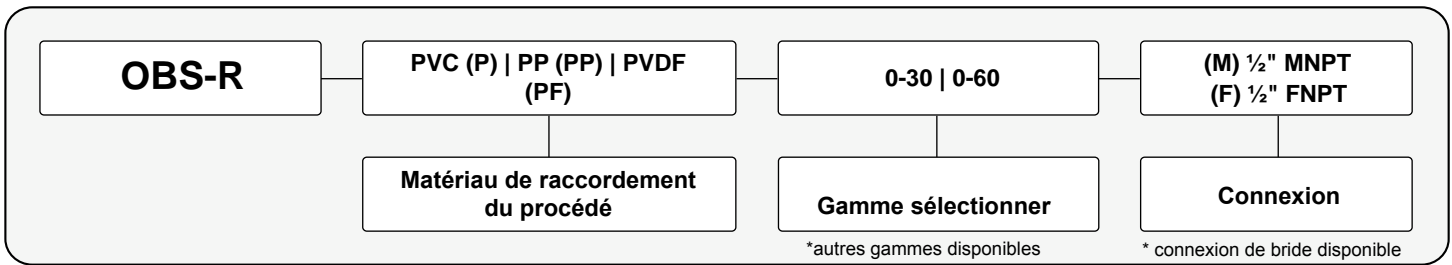 OBS-R
PVC (P) | PP (PP) | PVDF
(PF)
0-30 | 0-60
(M) ½" MNPT
(F) ½" FNPT
Matériau de raccordement
du procédé
Gamme sélectionner
Connexion
*autres gammes disponibles
* connexion de bride disponible